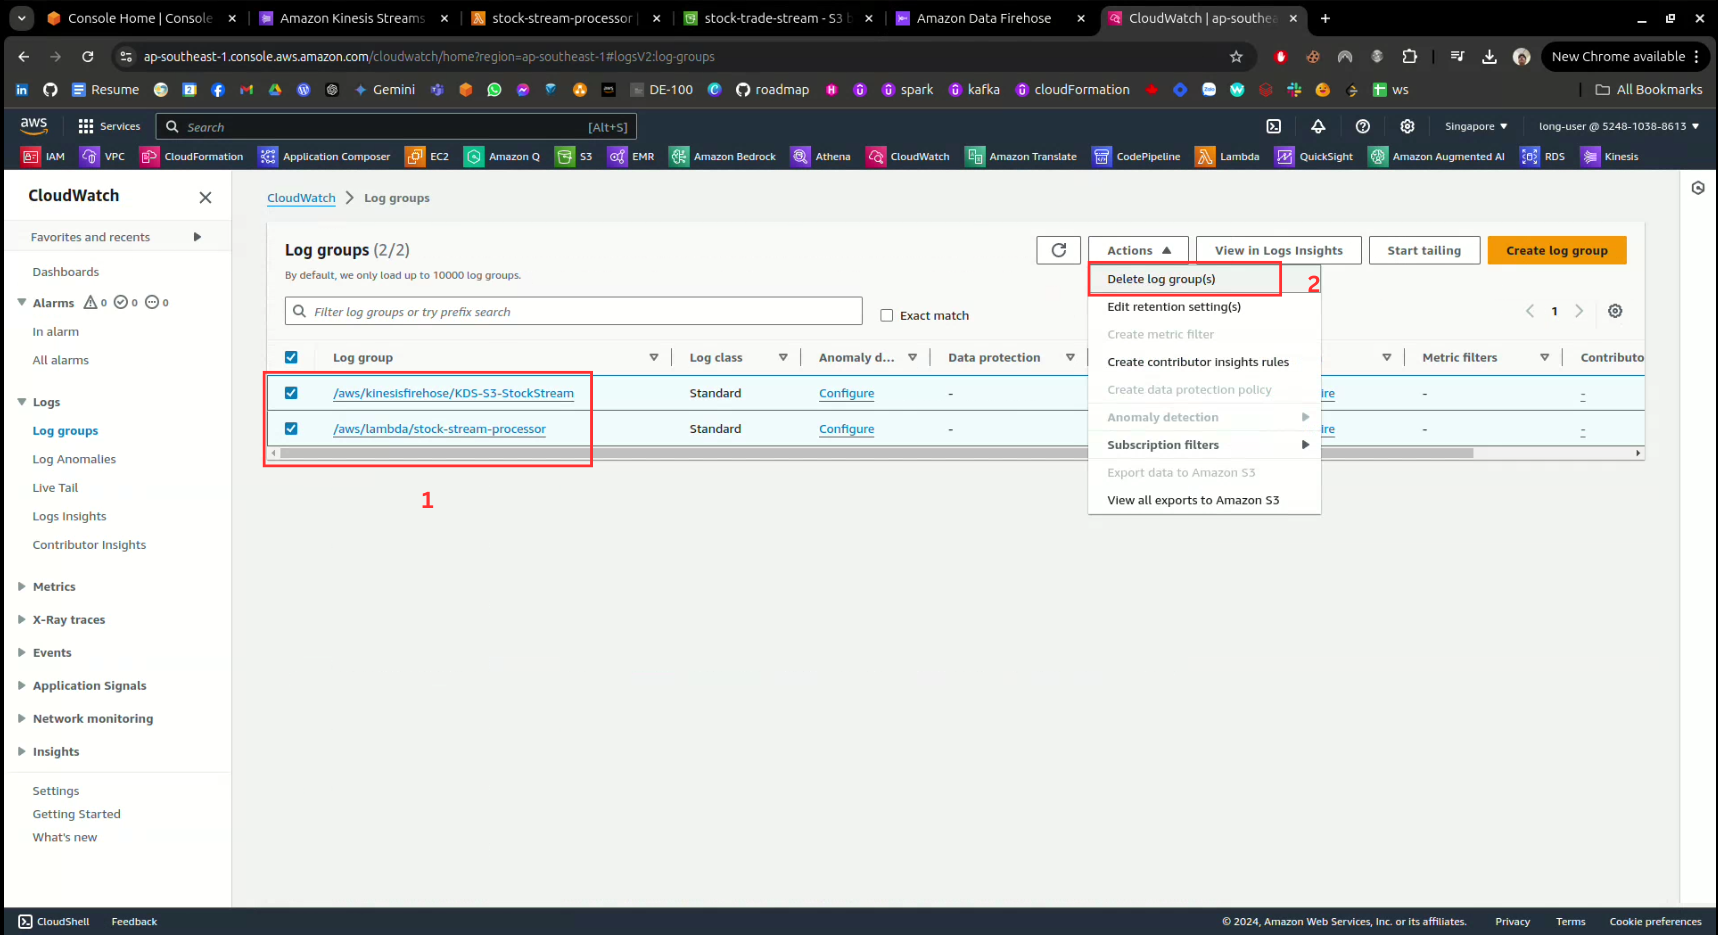 Console Home | Console
Amazon Kinesis Streams
stock-stream-processor
stock-trade-stream - S3 b
Amazon Data Firehose
CloudWatch | ap-southea
ap-southeast-1.console.aws.amazon.com/cloudwatch/home?region=ap-southeast-1#logsV2:log-groups
New Chrome available
Resume
Gemini
DE-100
roadmap
spark
kafka
cloudFormation
ws
All Bookmarks
aws
Services
Search
[Alt+S]
Singapore
long-user @ 5248-1038-8613
IAM
VPC
CloudFormation
Application Composer
EC2
Amazon Q
S3
EMR
Amazon Bedrock
Athena
CloudWatch
Amazon Translate
CodePipeline
Lambda
QuickSight
Amazon Augmented AI
RDS
Kinesis
CloudWatch
Favorites and recents
Dashboards
Alarms 0 0 0
In alarm
All alarms
Logs
Log groups
Log Anomalies
Live Tail
Logs Insights
Contributor Insights
Metrics
X-Ray traces
Events
Application Signals
Network monitoring
Insights
Settings
Getting Started
What's new
CloudWatch
Log groups
Log groups (2/2)
By default, we only load up to 10000 log groups.
Actions
View in Logs Insights
Start tailing
Create log group
Filter log groups or try prefix search
Exact match
1
Log group
Log class
Anomaly d...
Data protection
Metric filters
Contributo
/aws/kinesisfirehose/KDS-S3-StockStream
Standard
Configure
-
ire
-
-
/aws/lambda/stock-stream-processor
Standard
Configure
-
ire
-
-
1
Delete log group(s)
2
Edit retention setting(s)
Create metric filter
Create contributor insights rules
Create data protection policy
Anomaly detection
Subscription filters
Export data to Amazon S3
View all exports to Amazon S3
CloudShell
Feedback
© 2024, Amazon Web Services, Inc. or its affiliates.
Privacy
Terms
Cookie preferences